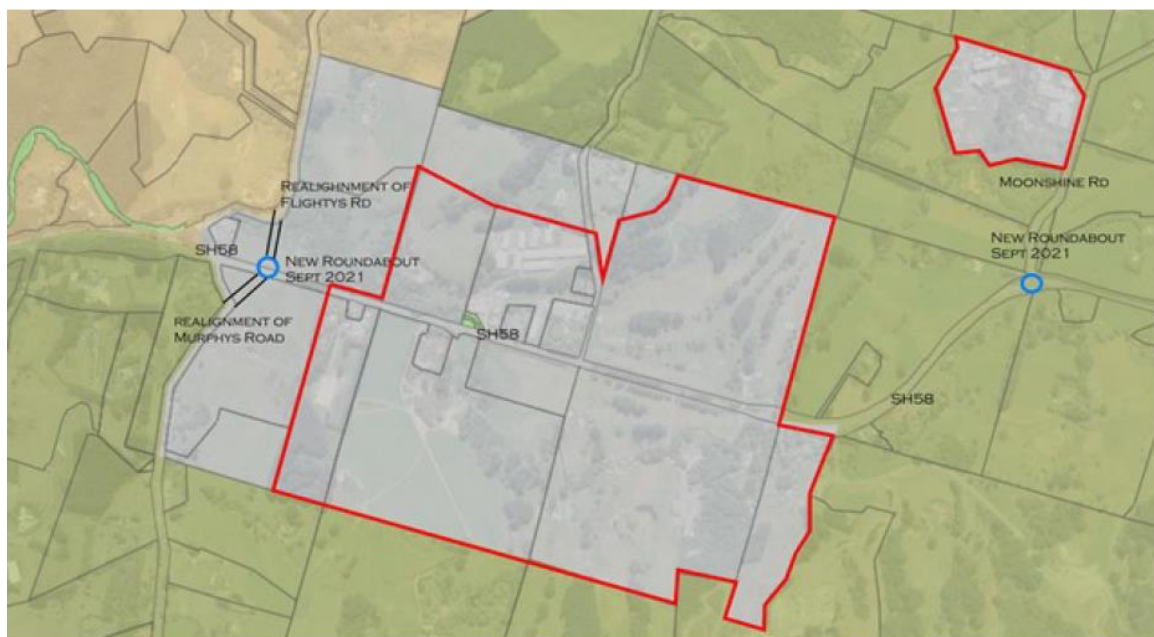 REALIGHNMENT OF
FLIGHTYS RD
SH58
NEW ROUNDABOUT
SEPT 2021
REALIGNMENT OF
MURPHYS ROAD
SH58
MOONSHINE RD
NEW ROUNDABOUT
SEPT 2021
SH58